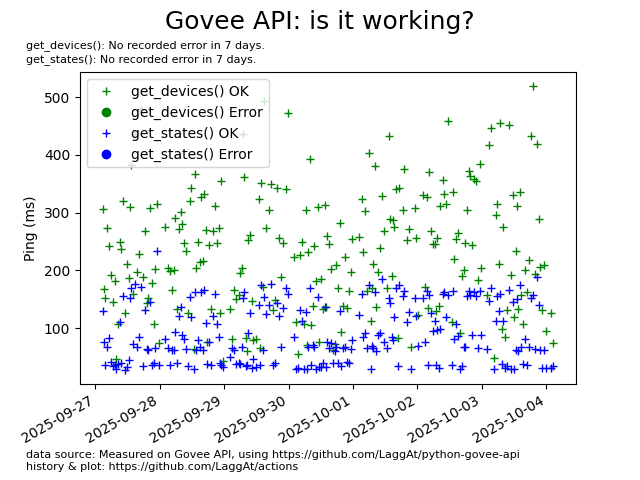 Govee API: is it working?
get_devices(): No recorded error in 7 days.
get_states(): No recorded error in 7 days.
get_devices() OK
get_devices() Error
get_states() OK
get_states() Error
Ping (ms)
500
400
300
200
100
2025-09-27
2025-09-28
2025-09-29
2025-09-30
2025-10-01
2025-10-02
2025-10-03
2025-10-04
data source: Measured on Govee API, using https://github.com/LaggAt/python-govee-api
history & plot: https://github.com/LaggAt/actions